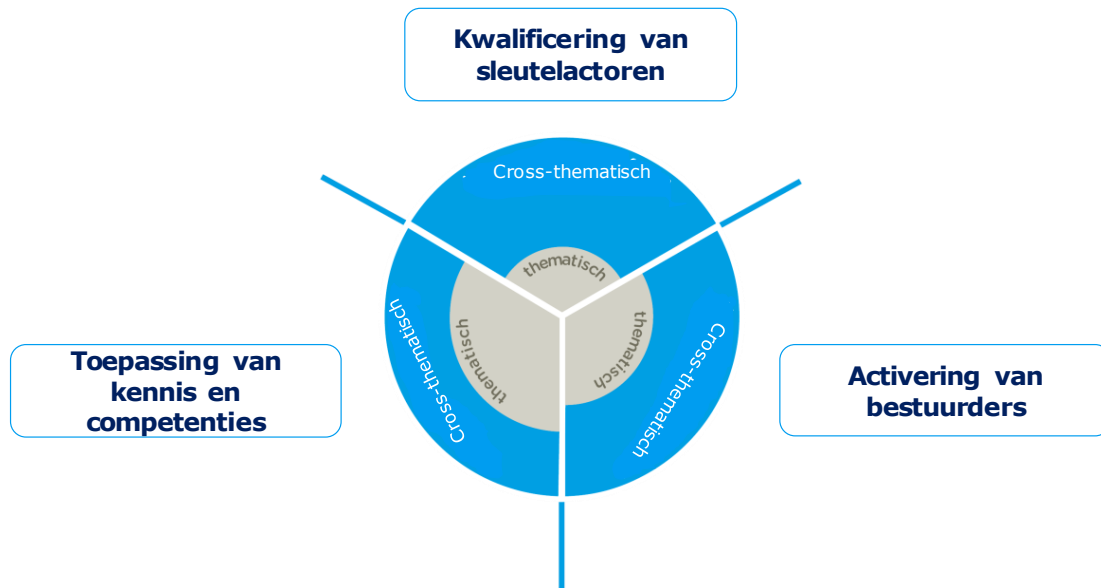 Kwalificering van
sleutelactoren
Cross-thematisch
thematisch
Cross-thematisch
thematisch
thematisch
Cross-thematisch
Toepassing van
kennis en
competenties
Activering van
bestuurders